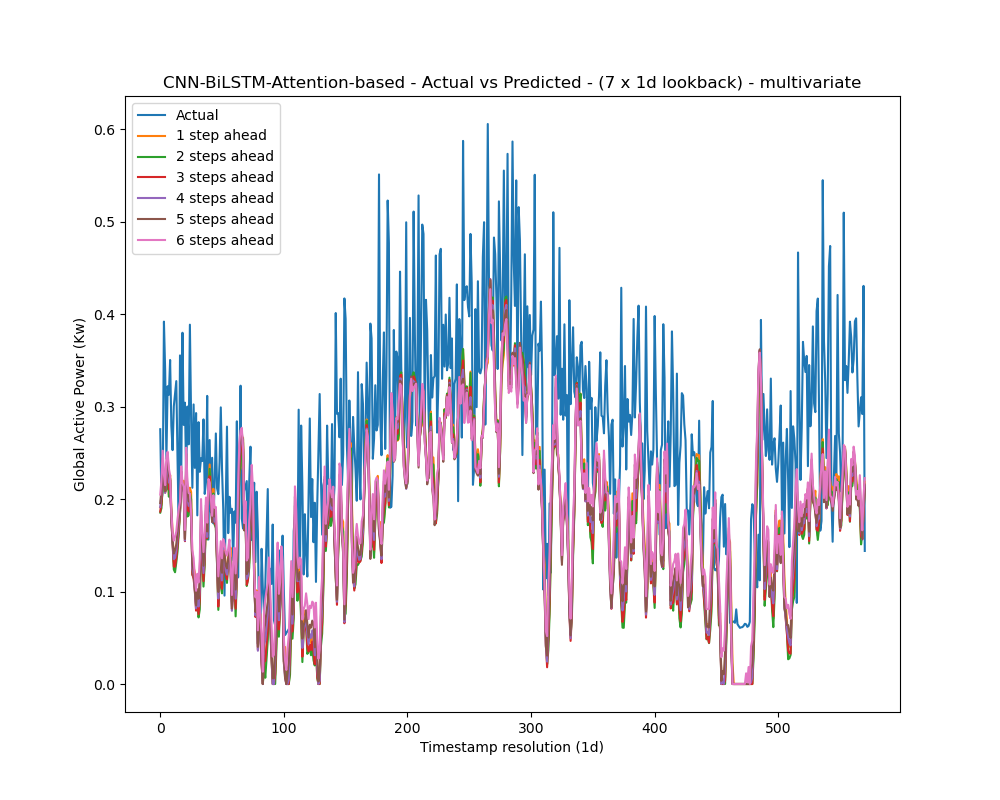 CNN-BiLSTM-Attention-based - Actual vs Predicted - (7 x 1d lookback) - multivariate
Actual
1 step ahead
2 steps ahead
3 steps ahead
4 steps ahead
5 steps ahead
6 steps ahead
0.6
0.5
0.4
0.3
0.2
0.1
0.0
Global Active Power (Kw)
0 100 200 300 400 500
Timestamp resolution (1d)